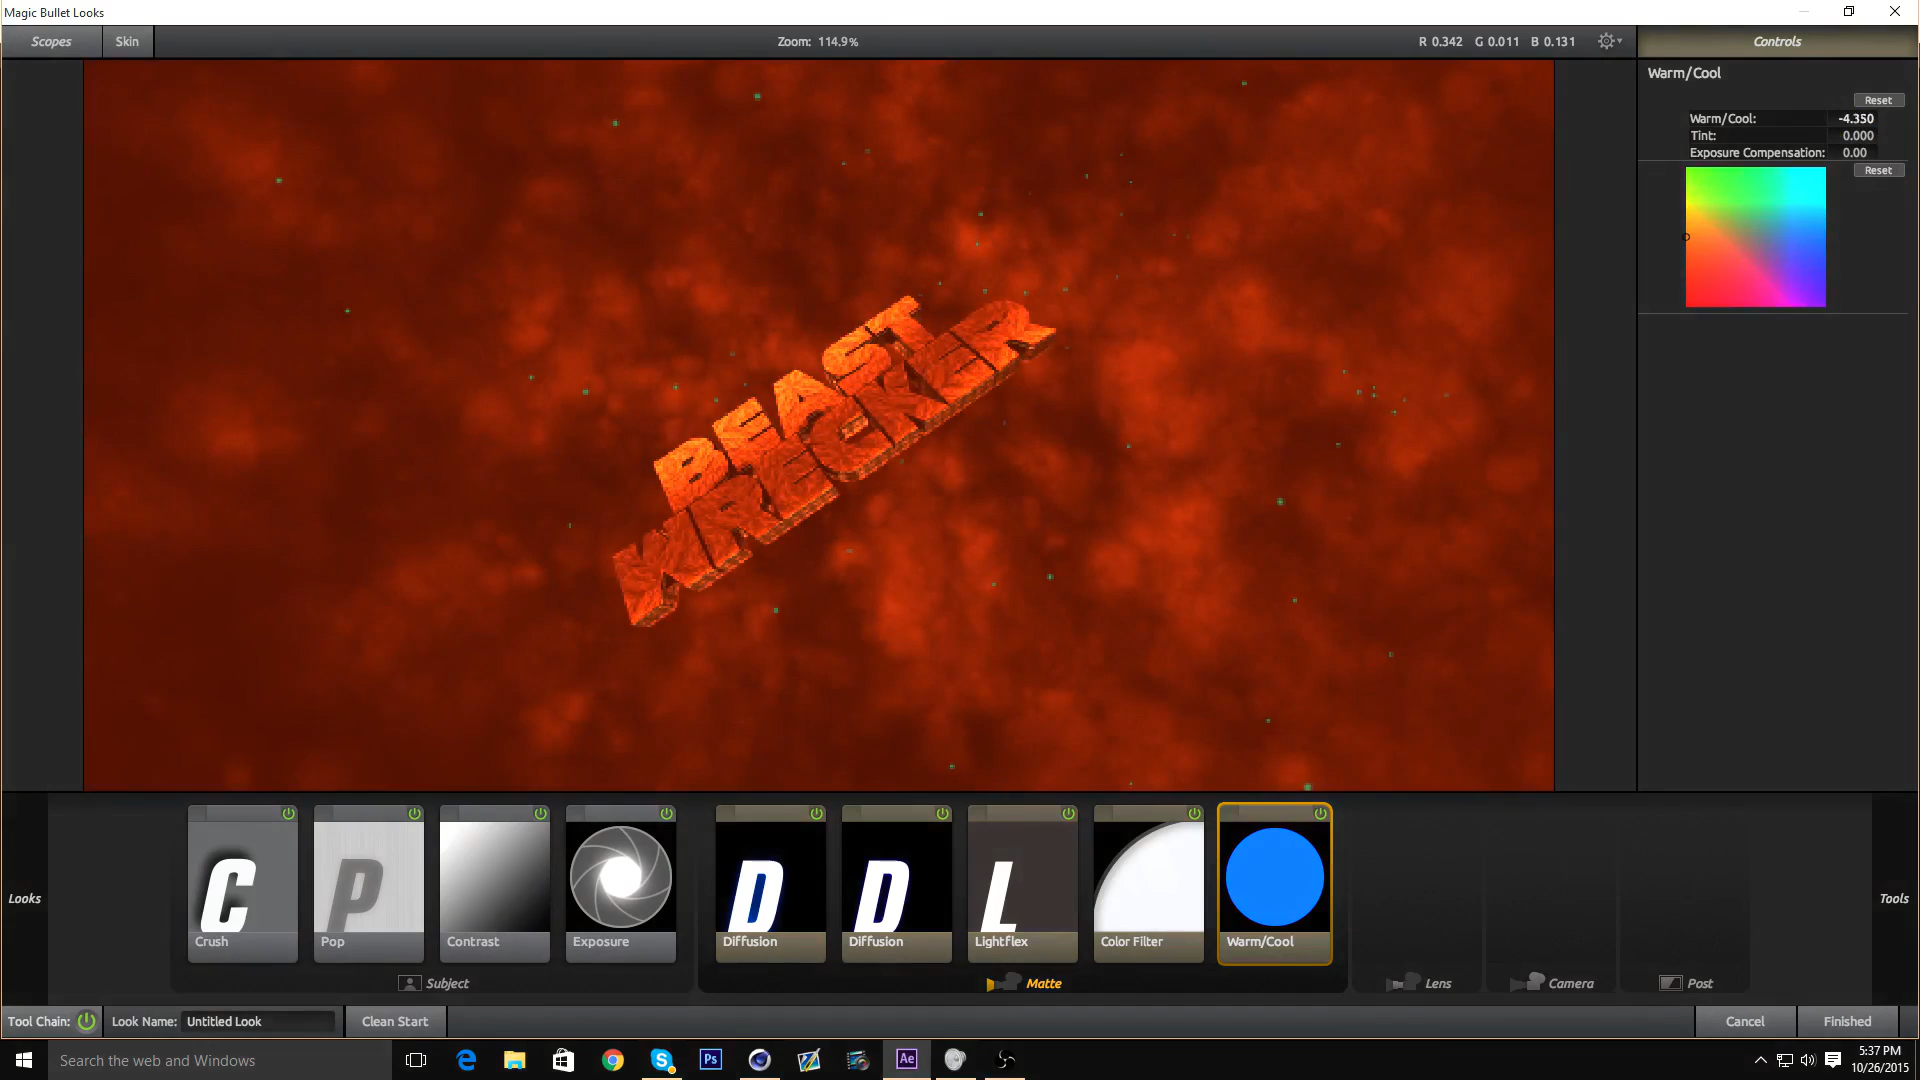 Magic Bullet Looks
Scopes
Skin
Zoom: 114.9%
R 0.342 G 0.011 B 0.131
Controls
Warm/Cool
Reset
Warm/Cool: -4.350
Tint: 0.000
Exposure Compensation: 0.00
Reset
BEAST
WRECKER
Looks
C
Crush
P
Pop
Contrast
Exposure
D
Diffusion
D
Diffusion
L
Lightflex
Color Filter
Warm/Cool
Tools
Subject
Matte
Lens
Camera
Post
Tool Chain:
Look Name: Untitled Look
Clean Start
Cancel
Finished
Search the web and Windows
Ps
Ae
5:37 PM
10/26/2015